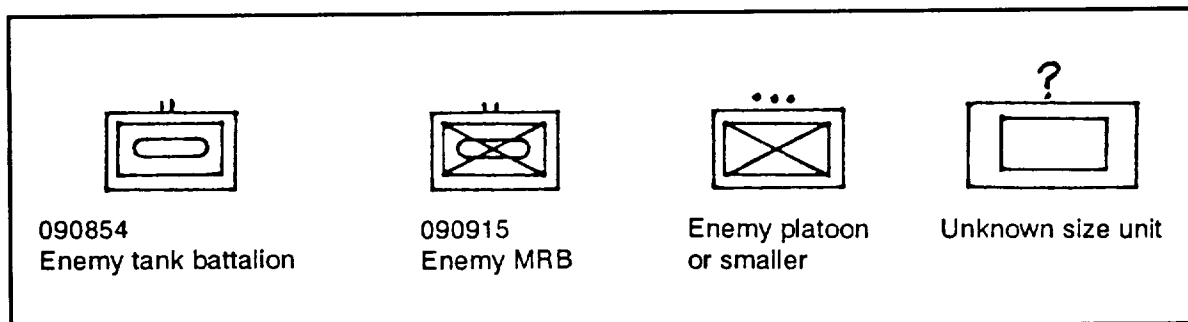 ?
090854
Enemy tank battalion
090915
Enemy MRB
Enemy platoon
or smaller
Unknown size unit